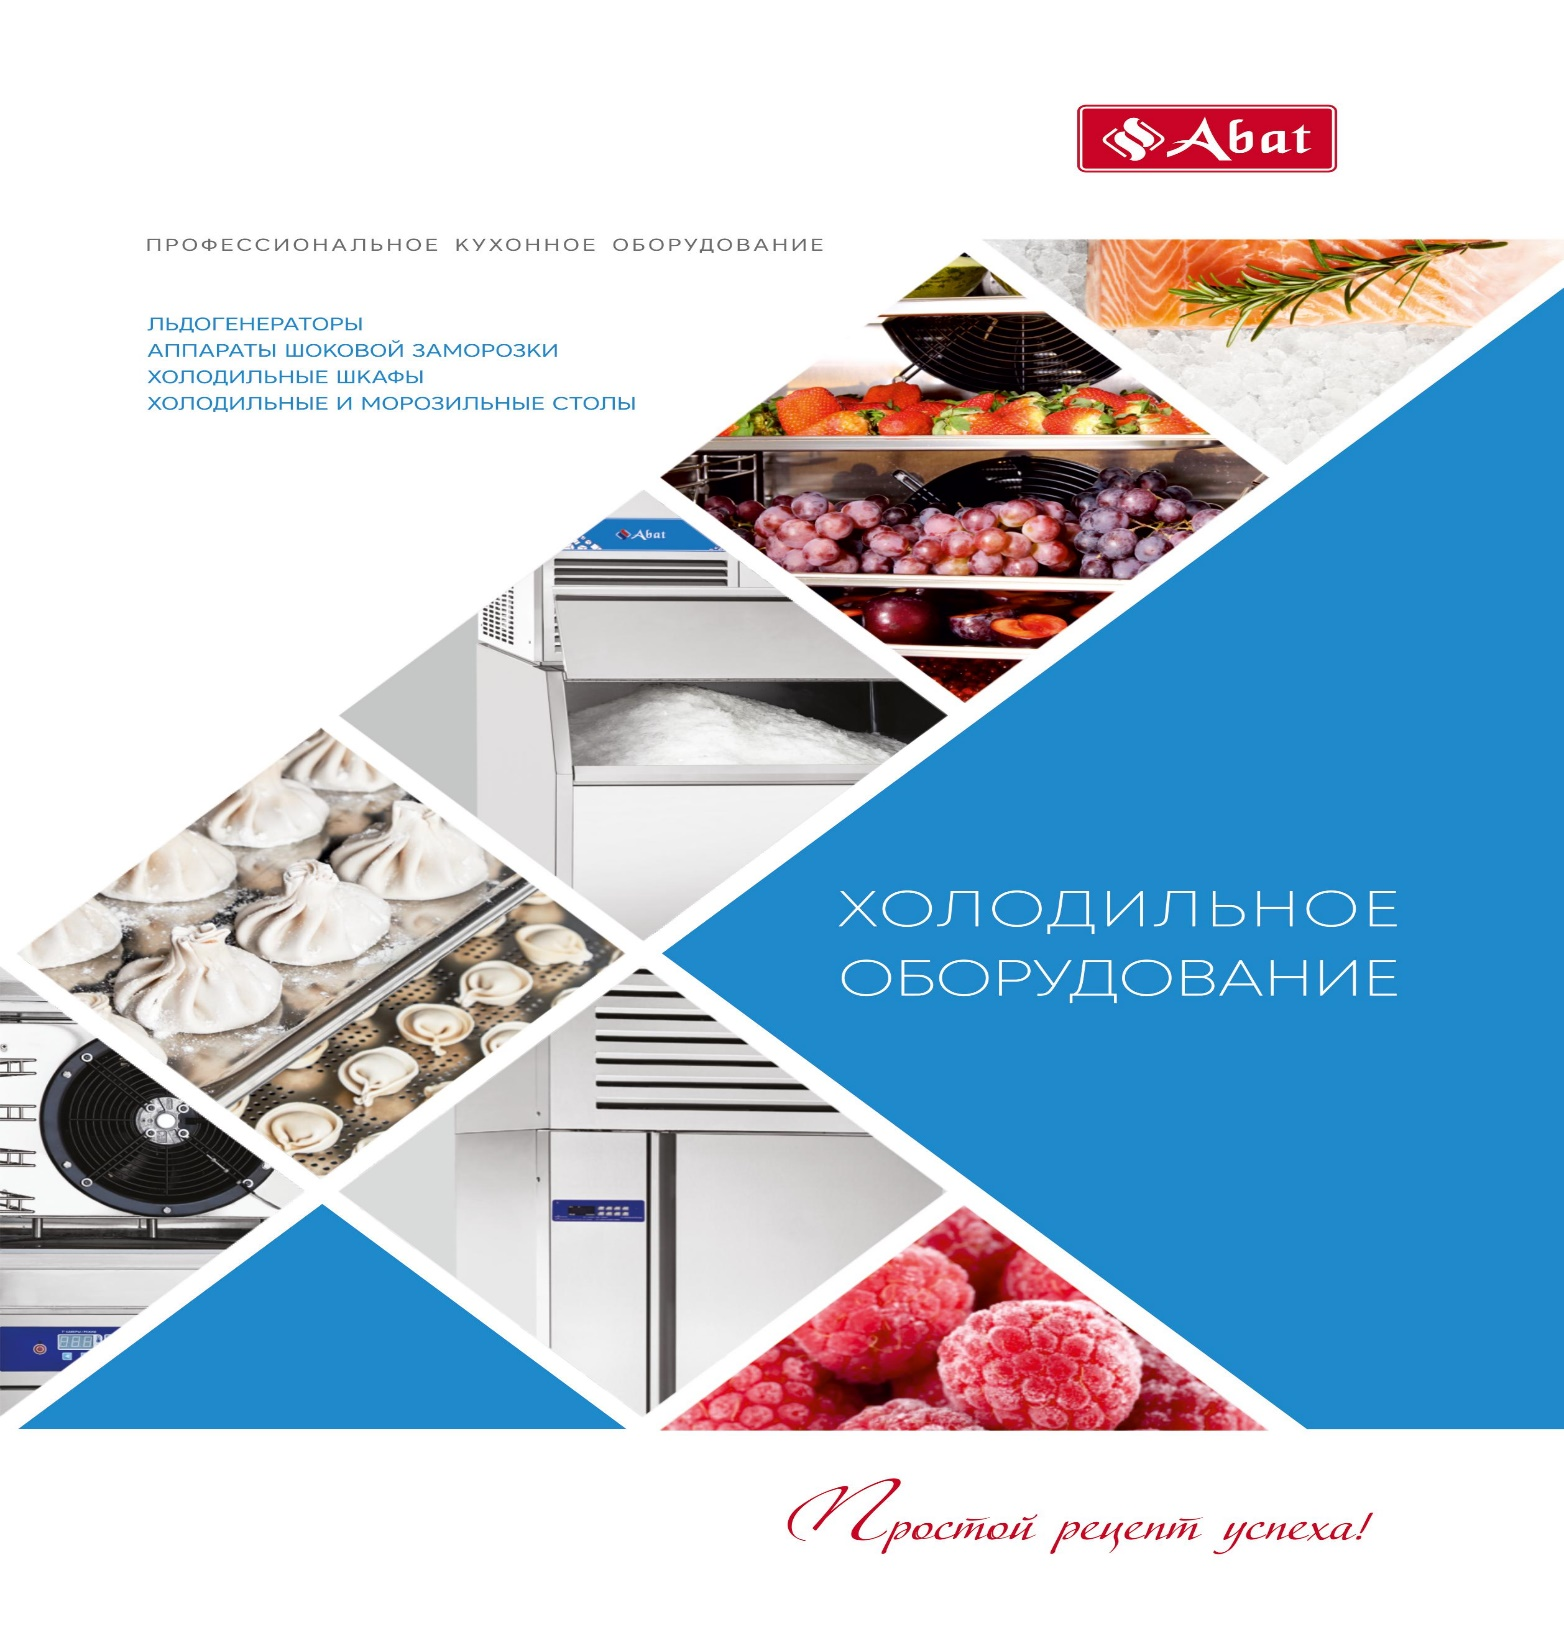 Abat
ПРОФЕССИОНАЛЬНОЕ КУХОННОЕ ОБОРУДОВАНИЕ
ЛЬДОГЕНЕРАТОРЫ
АППАРАТЫ ШОКОВОЙ ЗАМОРОЗКИ
ХОЛОДИЛЬНЫЕ ШКАФЫ
ХОЛОДИЛЬНЫЕ И МОРОЗИЛЬНЫЕ СТОЛЫ
Abat
ХОЛОДИЛЬНОЕ
ОБОРУДОВАНИЕ
Простой рецепт успеха!